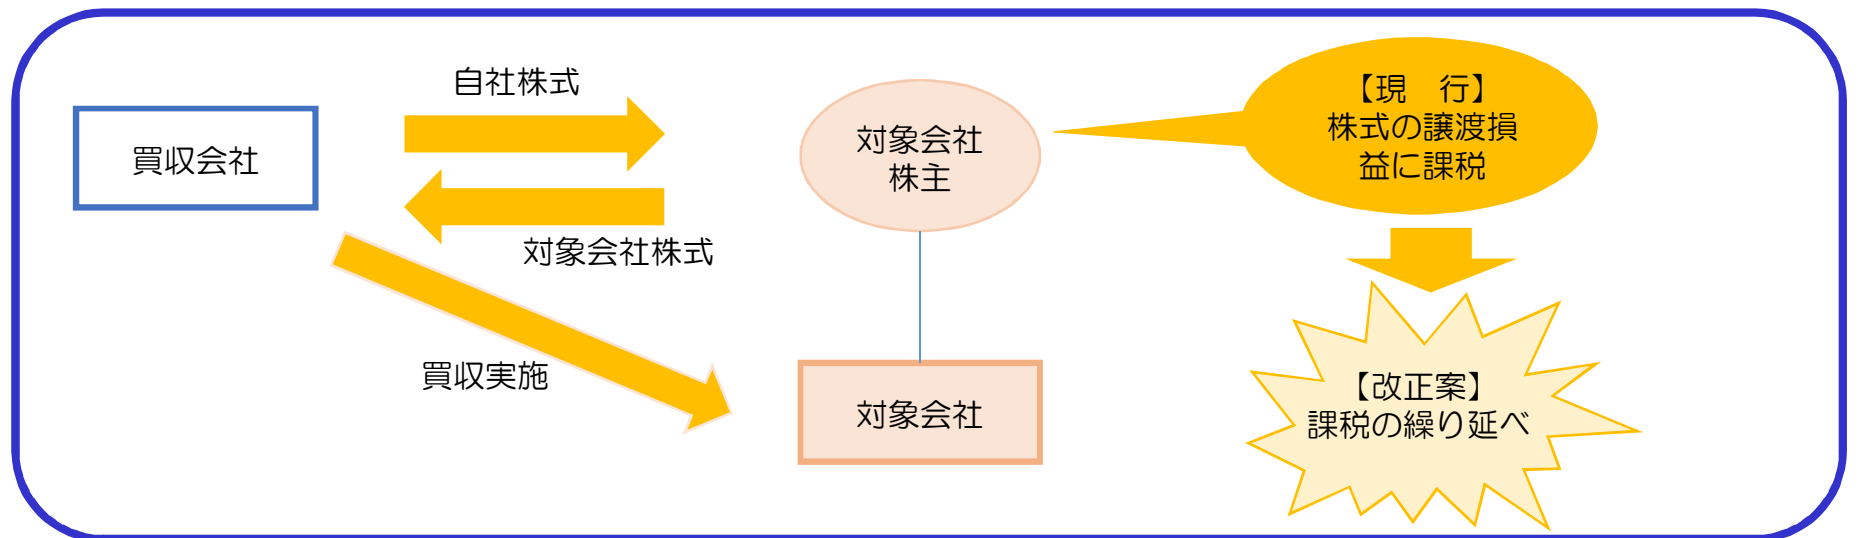 自社株式
買収会社
対象会社
株主
対象会社株式
買収実施
対象会社
【現　行】
株式の譲渡損
益に課税
【改正案】
課税の繰り延べ